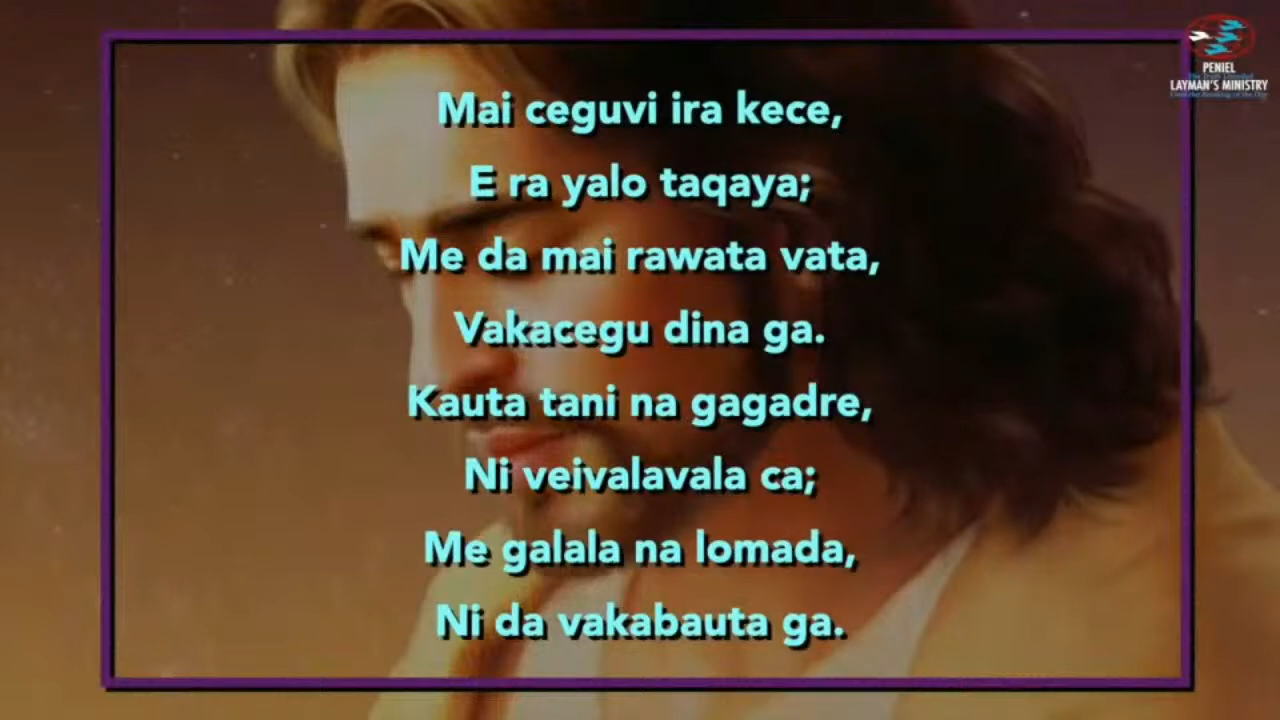 Mai ceguvi ira kece,
E ra yalo taqaya;
Me da mai rawata vata,
Vakacegu dina ga.
Kauta tani na gagadre,
Ni veivalavala ca;
Me galala na lomada,
Ni da vakabauta ga.
PENIEL
LAYMAN'S MINISTRY